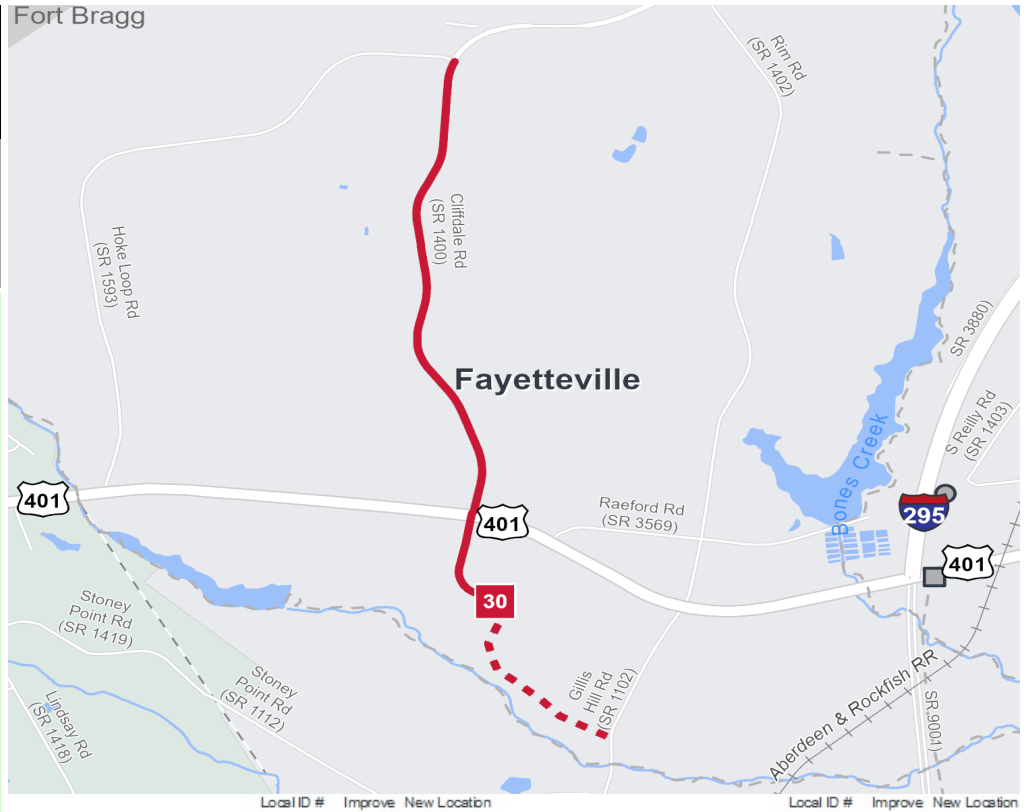 Fort Bragg
Rim Rd
(SR 1402)
Cliffdale Rd
(SR 1400)
Hoke Loop Rd
(SR 1593)
SR 3880)
Fayetteville
S Reilly Rd
(SR 1403)
Bones Creek
401
401
Raeford Rd
(SR 3569)
295
401
30
Stoney
Point Rd
(SR 1419)
Stoney
Point Rd
(SR 1112)
Gillis
Hill Rd
(SR 1102)
Lindsay Rd
(SR 1418)
Aberdeen & Rockfish RR
SR 9001)
Local ID # Improve New Location Local ID # Improve New Location